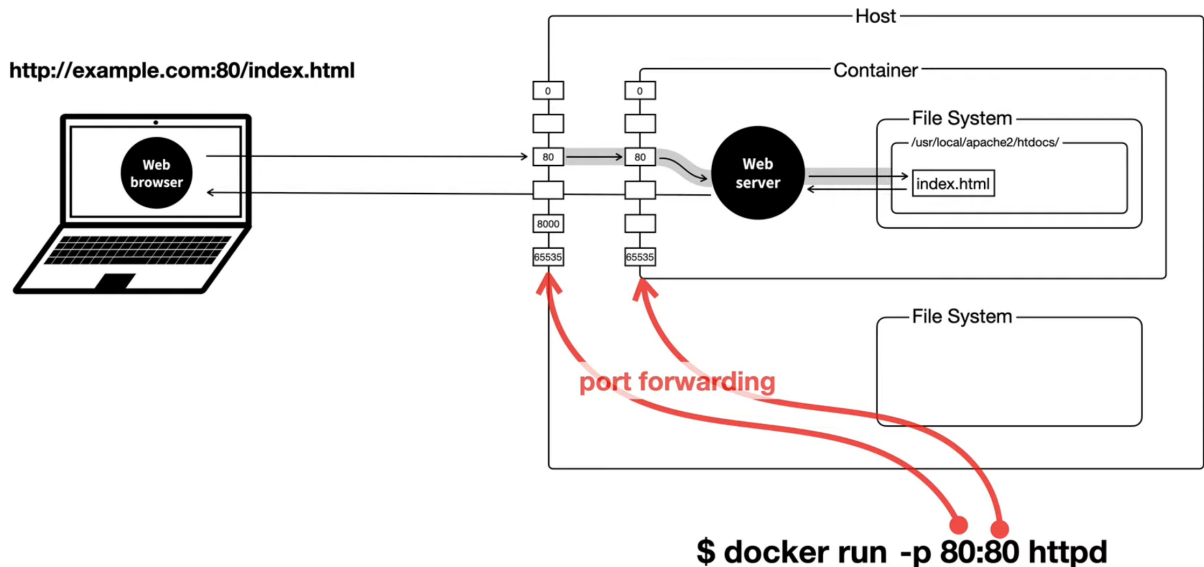 Host
http://example.com:80/index.html
Container
0
0
File System
/usr/local/apache2/htdocs/
Web
browser
80
80
Web
server
index.html
8000
65535
65535
File System
port forwarding
$ docker run -p 80:80 httpd